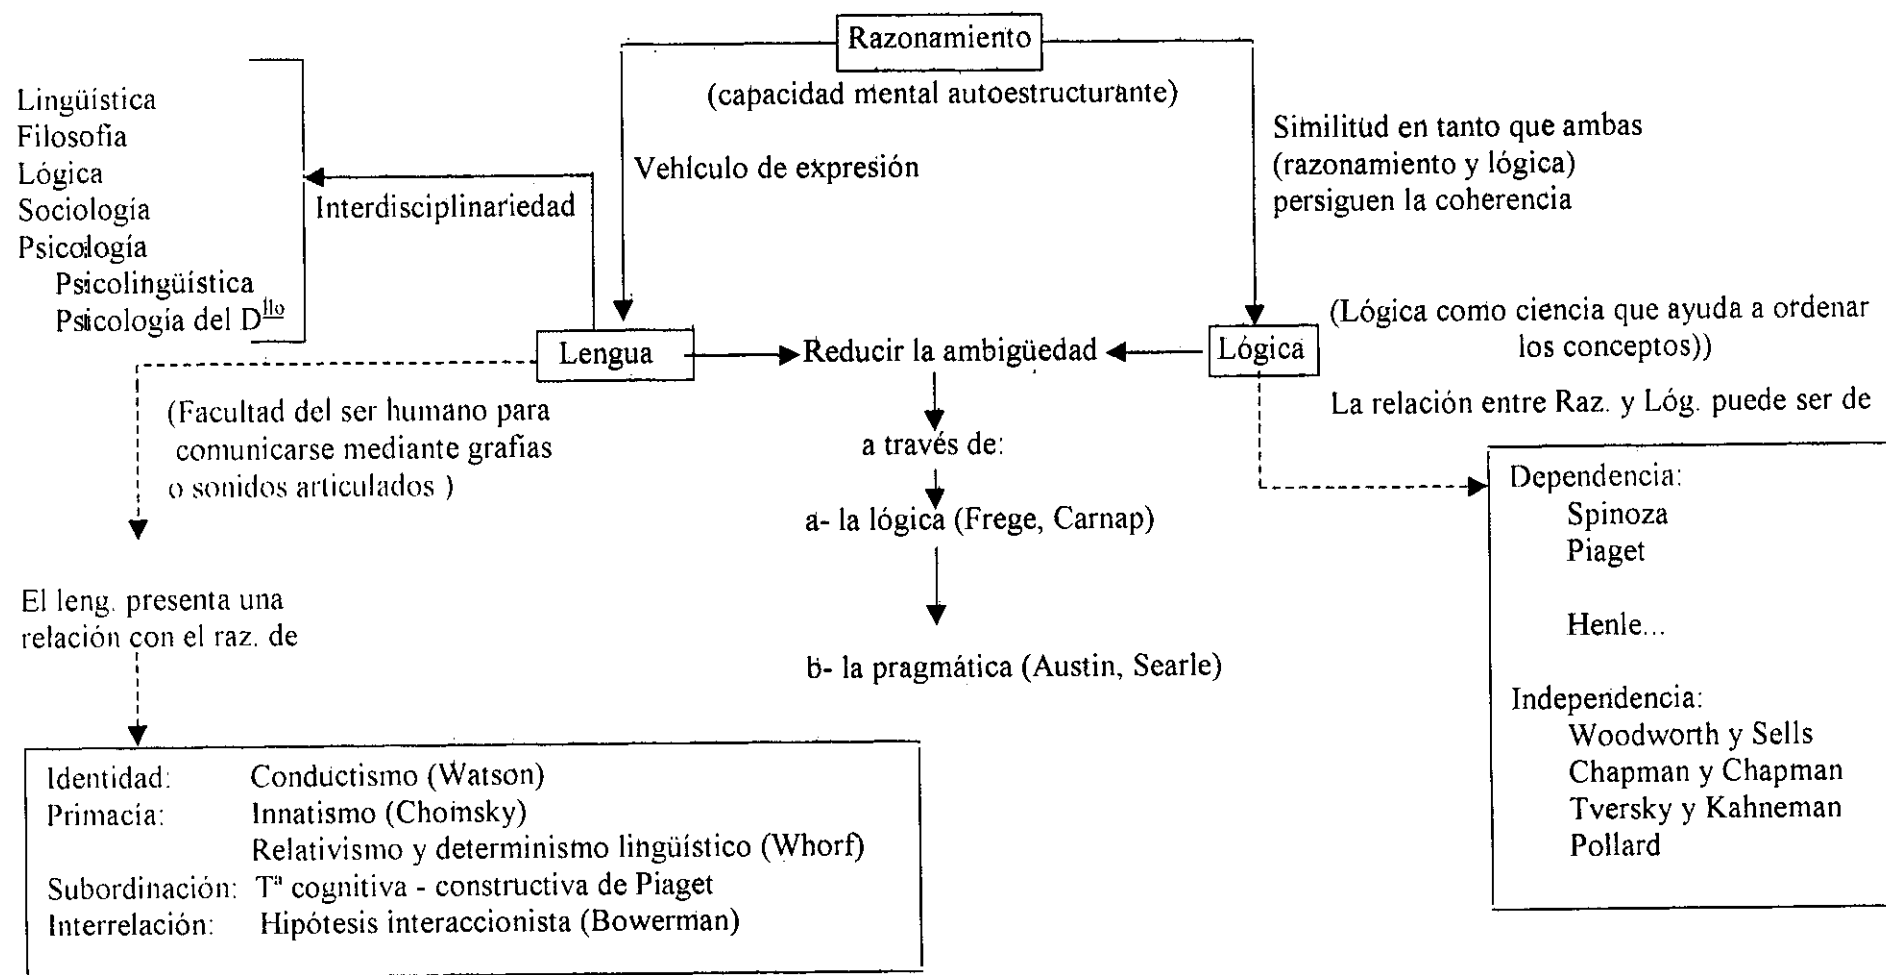 Razonamiento
(capacidad mental autoestructurante)
Lingüística
Filosofia
Lógica
Sociología
Psicología
Psicolingüística
Psicología del Dllo
Interdisciplinariedad
Vehículo de expresión
Similitud en tanto que ambas
(razonamiento y lógica)
persiguen la coherencia
Lengua
Reducir la ambigüedad
Lógica
(Lógica como ciencia que ayuda a ordenar
los conceptos))
(Facultad del ser humano para
comunicarse mediante grafias
o sonidos articulados )
a través de:
a- la lógica (Frege, Carnap)
b- la pragmática (Austin, Searle)
La relación entre Raz. y Lóg. puede ser de
Dependencia:
Spinoza
Piaget
Henle...
Independencia:
Woodworth y Sells
Chapman y Chapman
Tversky y Kahneman
Pollard
El leng. presenta una
relación con el raz. de
Identidad: Conductismo (Watson)
Primacía: Innatismo (Chomsky)
Relativismo y determinismo lingüístico (Whorf)
Subordinación: Tª cognitiva - constructiva de Piaget
Interrelación: Hipótesis interaccionista (Bowerman)